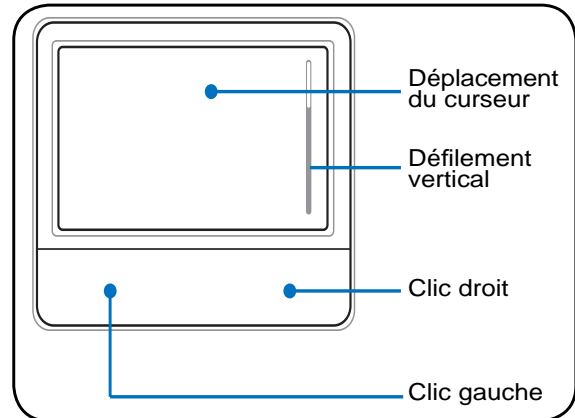 Déplacement
du curseur
Défilement
vertical
Clic droit
Clic gauche